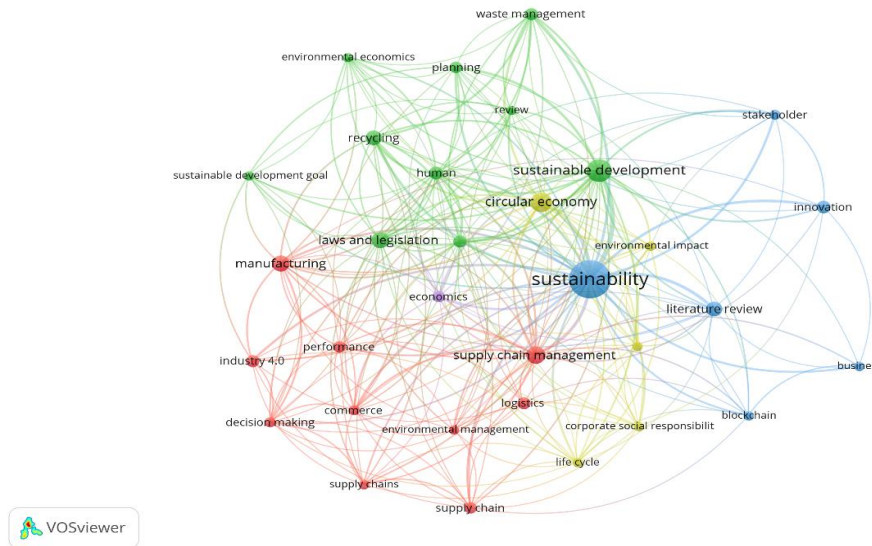 waste management
environmental economics
planning
review
stakeholder
recycling
sustainable development
human
sustainable development goal
circular economy
innovation
laws and legislation
environmental impact
manufacturing
sustainability
economics
literature review
performance
supply chain management
industry 4.0
busine
logistics
commerce
blockchain
decision making
environmental management
corporate social responsibilit
life cycle
supply chains
supply chain
VOSviewer